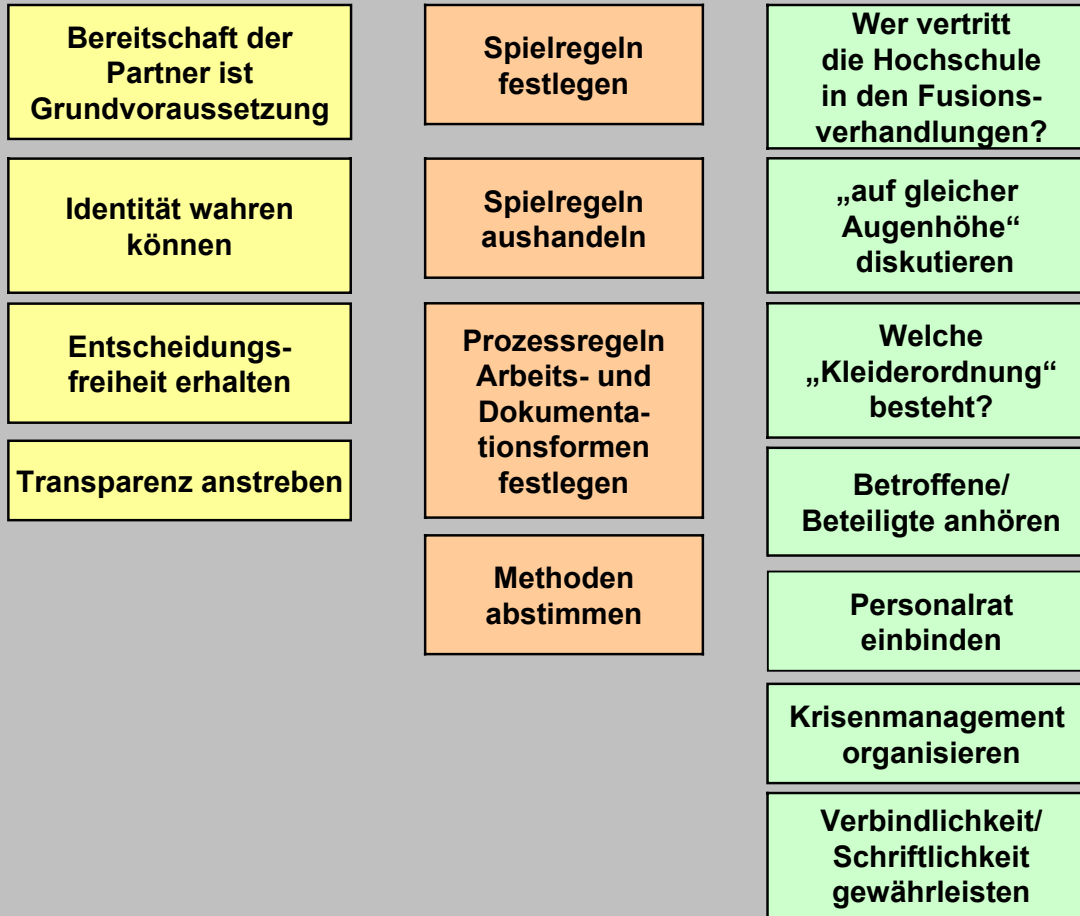 Bereitschaft der
Partner ist
Grundvoraussetzung
Identität wahren
können
Entscheidungs-
freiheit erhalten
Transparenz anstreben
Spielregeln
festlegen
Spielregeln
aushandeln
Prozessregeln
Arbeits- und
Dokumenta-
tionsformen
festlegen
Methoden
abstimmen
Wer vertritt
die Hochschule
in den Fusions-
verhandlungen?
„auf gleicher
Augenhöhe“
diskutieren
Welche
„Kleiderordnung“
besteht?
Betroffene/
Beteiligte anhören
Personalrat
einbinden
Krisenmanagement
organisieren
Verbindlichkeit/
Schriftlichkeit
gewährleisten